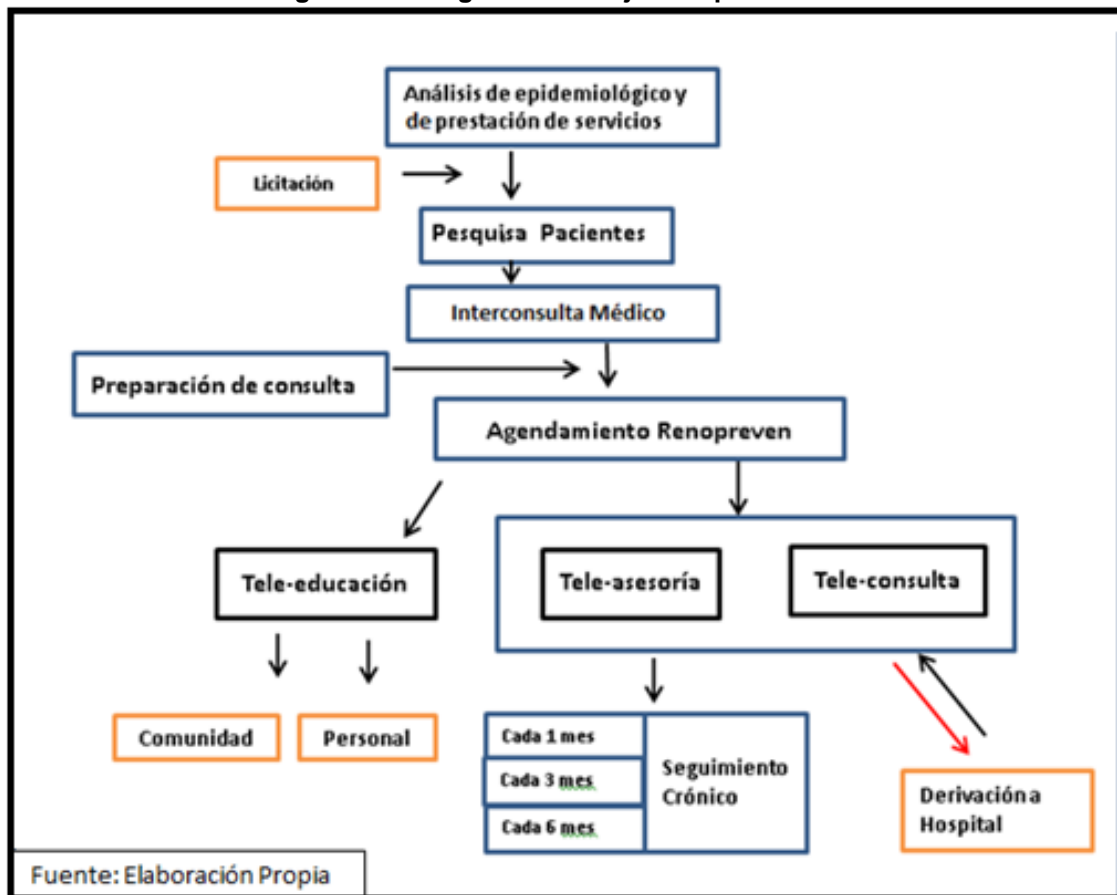 Análisis de epidemiológico y
de prestación de servicios
Licitación
Pesquisa Pacientes
Interconsulta Médico
Preparación de consulta
Agendamiento Renopreven
Tele-educación
Tele-asesoría
Tele-consulta
Comunidad
Personal
Cada 1 mes
Cada 3 mes
Cada 6 mes
Seguimiento
Crónico
Derivación a
Hospital
Fuente: Elaboración Propia